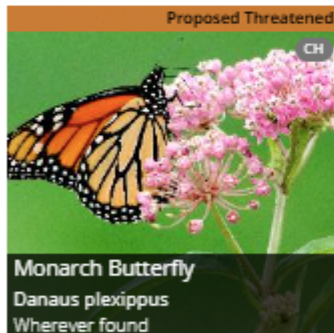 Proposed Threatened
CH
Monarch Butterfly
Danaus plexippus
Wherever found